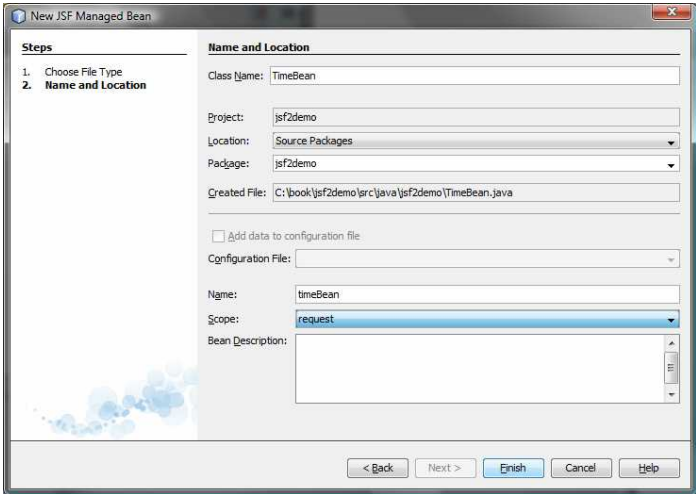 New JSF Managed Bean
Steps
1. Choose File Type
2. Name and Location
Name and Location
Class Name: TimeBean
Project: jsf2demo
Location: Source Packages
Package: jsf2demo
Created File: C:\book\jsf2demo\src\java\jsf2demo\TimeBean.java
Add data to configuration file
Configuration File:
Name: timeBean
Scope: request
Bean Description:
< Back Next > Finish Cancel Help